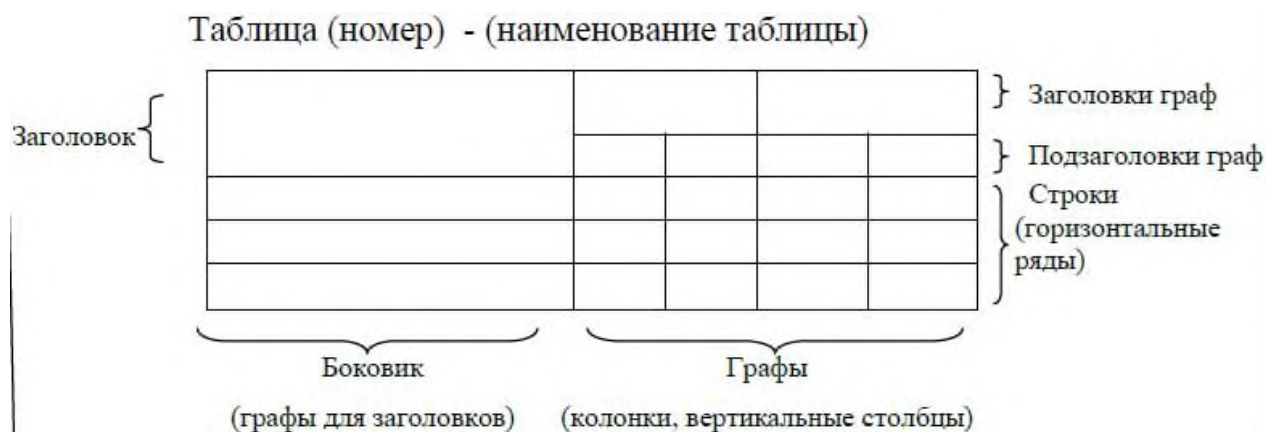 Таблица (номер) - (наименование таблицы)
Заголовок
Заголовки граф
Подзаголовки граф
Строки
(горизонтальные
ряды)
Боковик
(графы для заголовков)
Графы
(колонки, вертикальные столбцы)